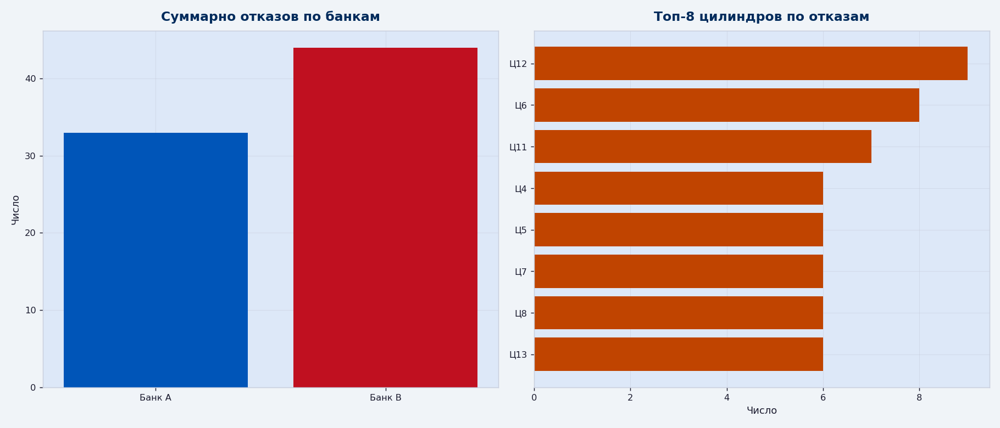 Суммарно отказов по банкам
Число
40
30
20
10
0
Банк A
Банк B
Топ-8 цилиндров по отказам
Ц12
Ц6
Ц11
Ц4
Ц5
Ц7
Ц8
Ц13
0 2 4 6 8
Число